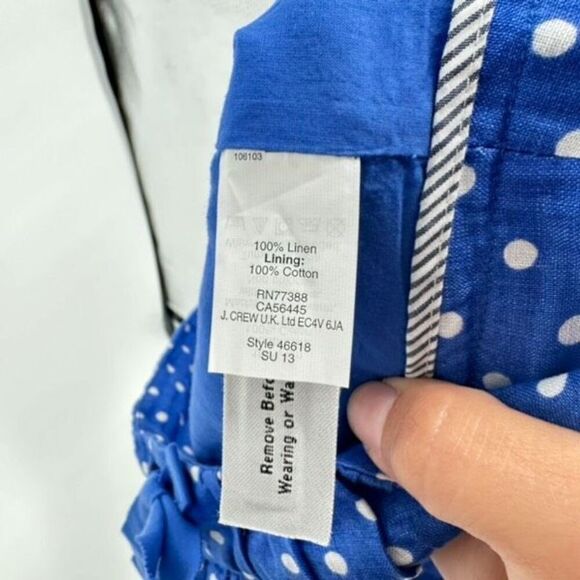 106103
100% Linen
Lining:
100% Cotton
RN77388
CA56445
J. CREW U.K. Ltd EC4V 6JA
Style 46618
SU 13
Remove Befo
Wearing or Wa